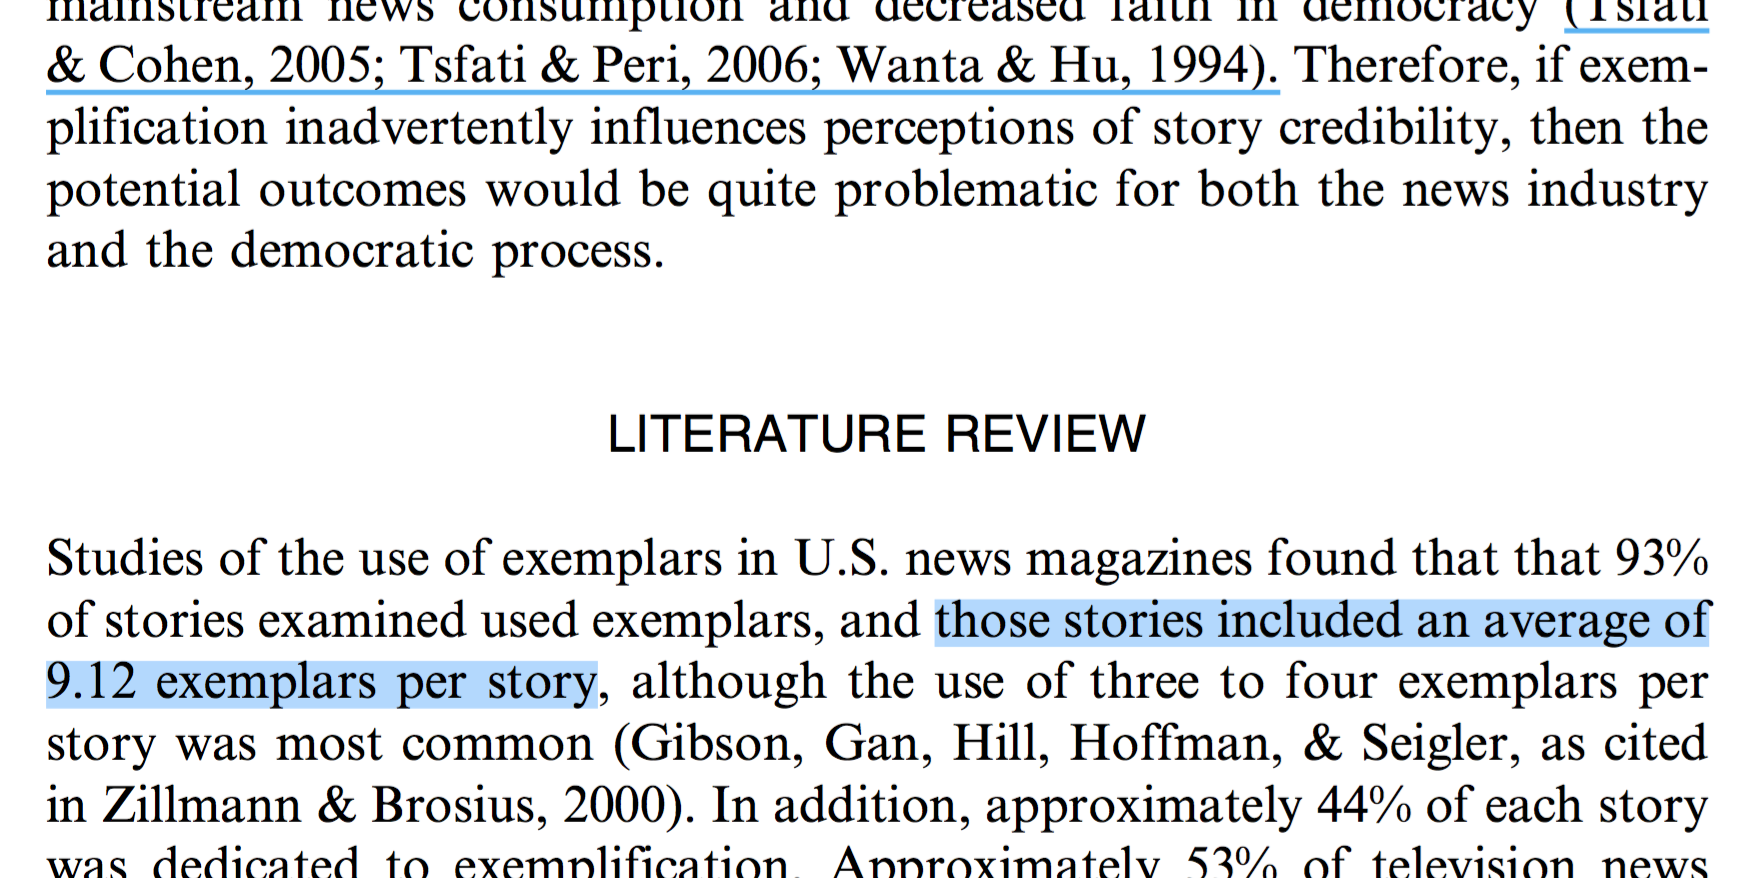 mainstream news consumption and decreased faith in democracy (Tsfati
& Cohen, 2005; Tsfati & Peri, 2006; Wanta & Hu, 1994). Therefore, if exem-
plification inadvertently influences perceptions of story credibility, then the
potential outcomes would be quite problematic for both the news industry
and the democratic process.
LITERATURE REVIEW
Studies of the use of exemplars in U.S. news magazines found that that 93%
of stories examined used exemplars, and those stories included an average of
9.12 exemplars per story, although the use of three to four exemplars per
story was most common (Gibson, Gan, Hill, Hoffman, & Seigler, as cited
in Zillmann & Brosius, 2000). In addition, approximately 44% of each story
was dedicated to exemplification. Approximately 53% of television news